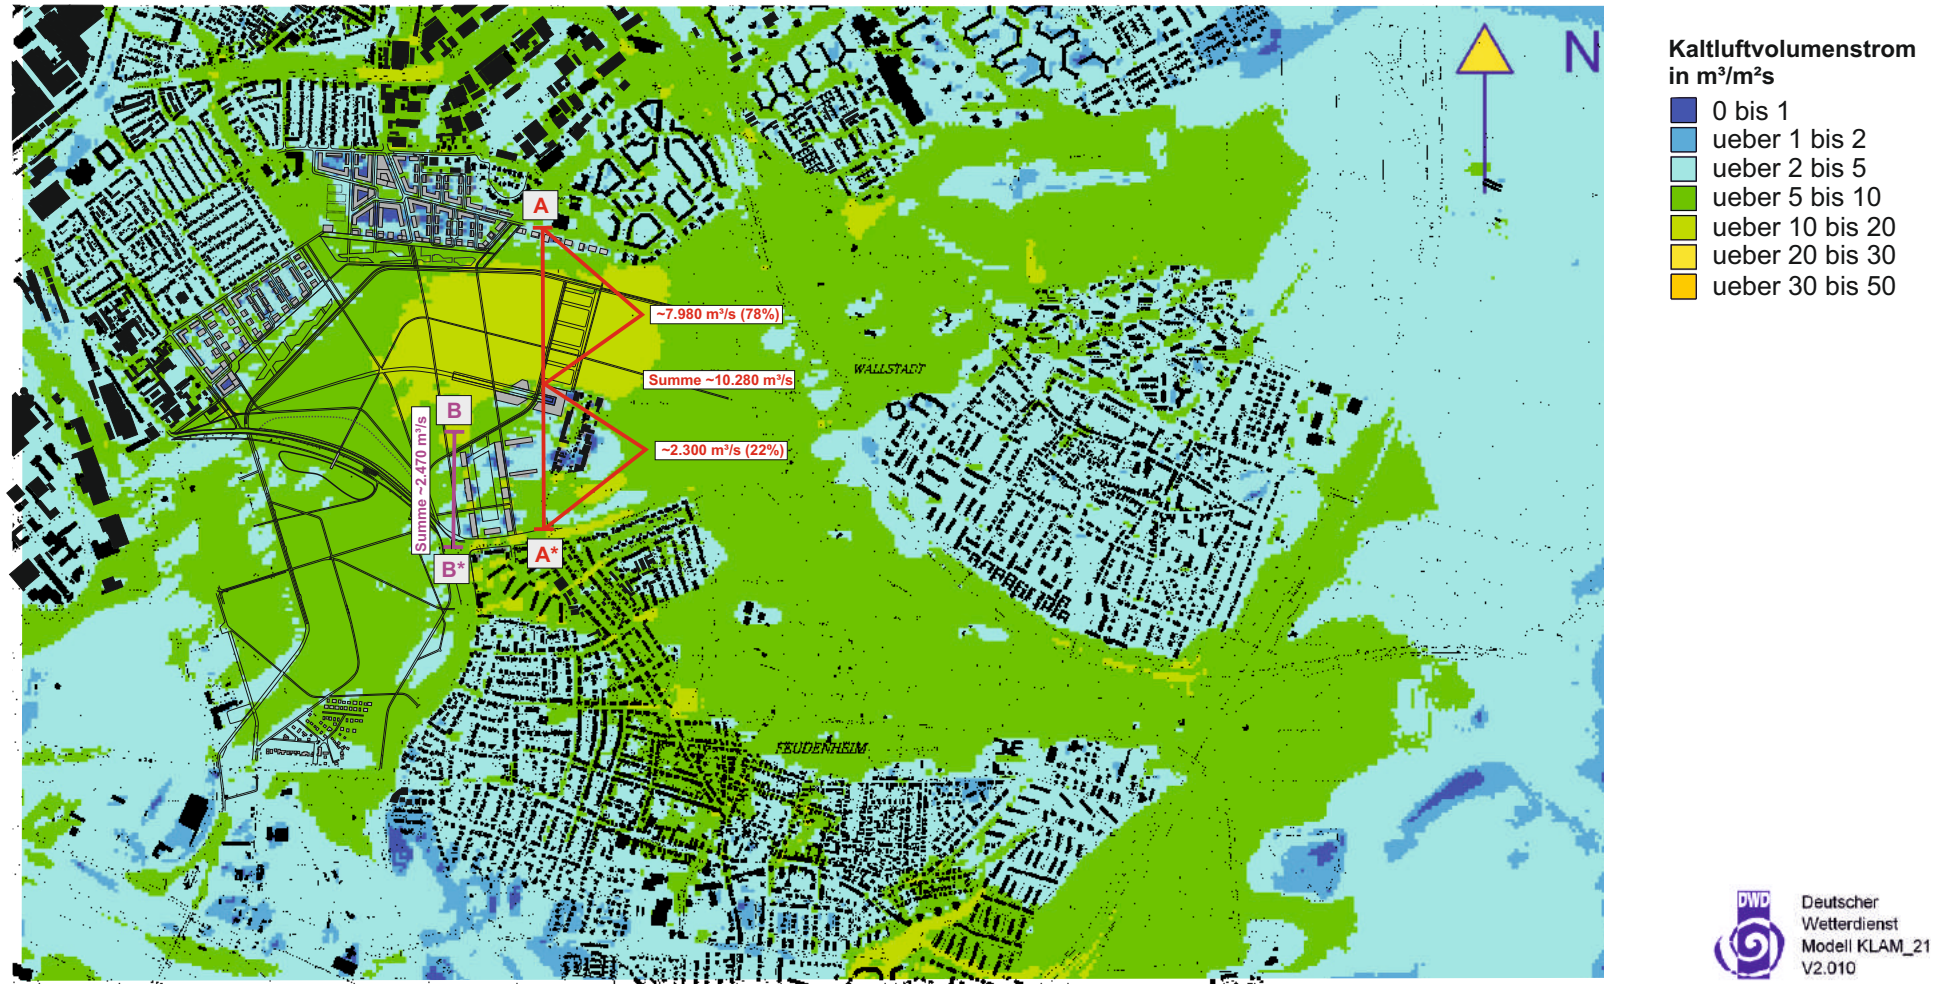 N
Kaltluftvolumenstrom
in m³/m²s
0 bis 1
ueber 1 bis 2
ueber 2 bis 5
ueber 5 bis 10
ueber 10 bis 20
ueber 20 bis 30
ueber 30 bis 50
A
~7.980 m³/s (78%)
WALLSTADT
Summe ~10.280 m³/s
B
Summe ~2.470 m³/s
~2.300 m³/s (22%)
A*
B*
FEUDENHEIM
DWD
Deutscher
Wetterdienst
Modell KLAM_21
V2.010